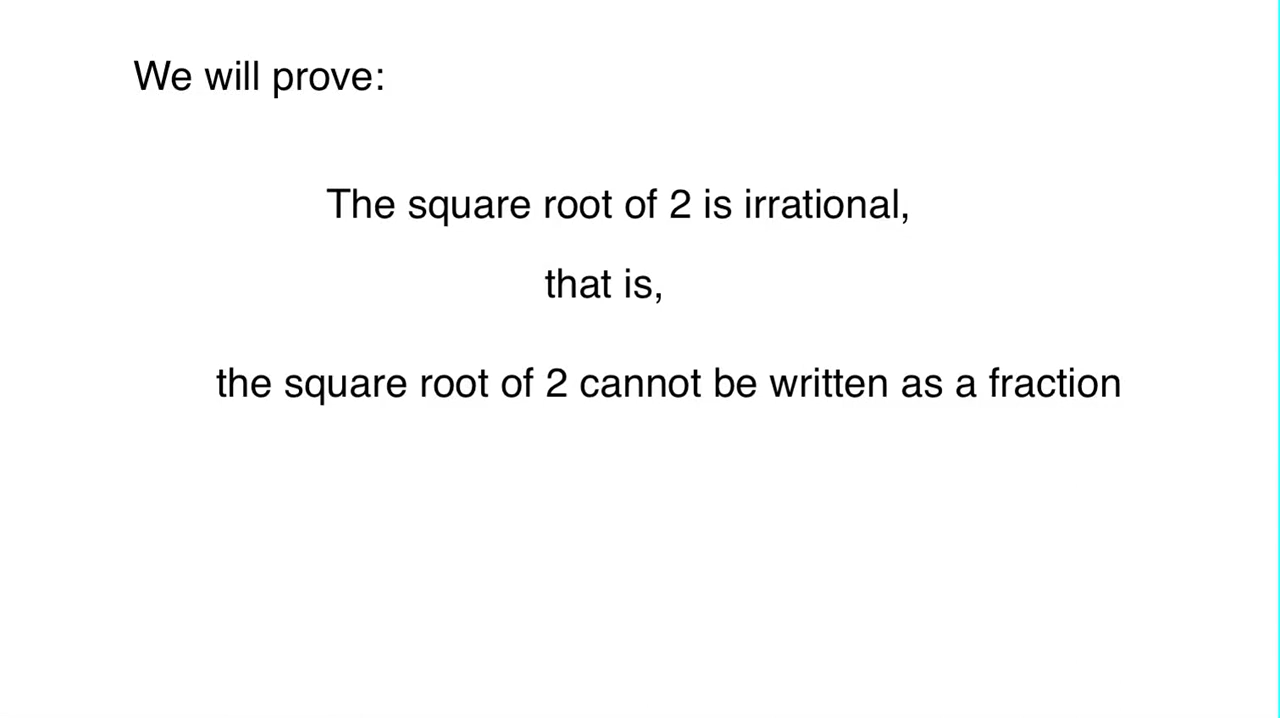 We will prove:
The square root of 2 is irrational,
that is,
the square root of 2 cannot be written as a fraction